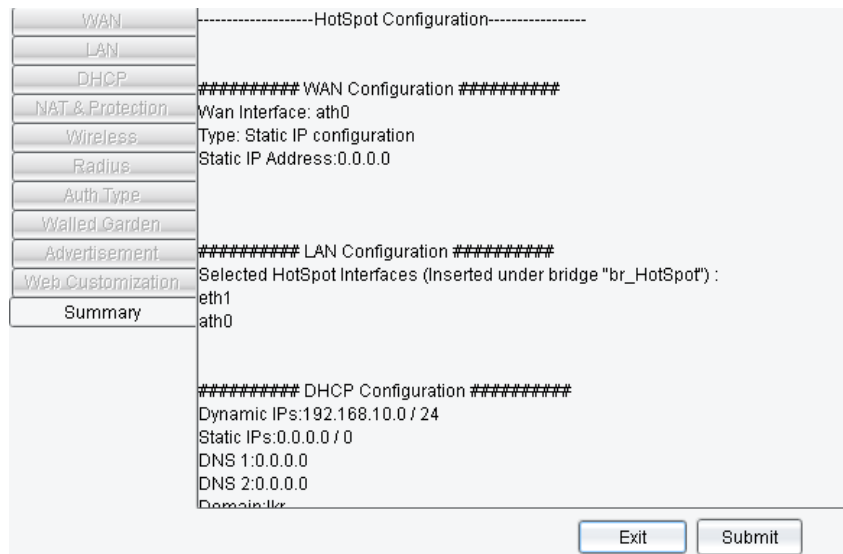 WAN
LAN
DHCP
NAT & Protection
Wireless
Radius
Auth Type
Walled Garden
Advertisement
Web Customization
Summary
-------------------HotSpot Configuration----------------
########## WAN Configuration ##########
Wan Interface: ath0
Type: Static IP configuration
Static IP Address:0.0.0.0
########## LAN Configuration ##########
Selected HotSpot Interfaces (Inserted under bridge "br_HotSpot") :
eth1
ath0
########## DHCP Configuration ##########
Dynamic IPs:192.168.10.0 / 24
Static IPs:0.0.0.0 / 0
DNS 1:0.0.0.0
DNS 2:0.0.0.0
Domain:lkr
Exit
Submit